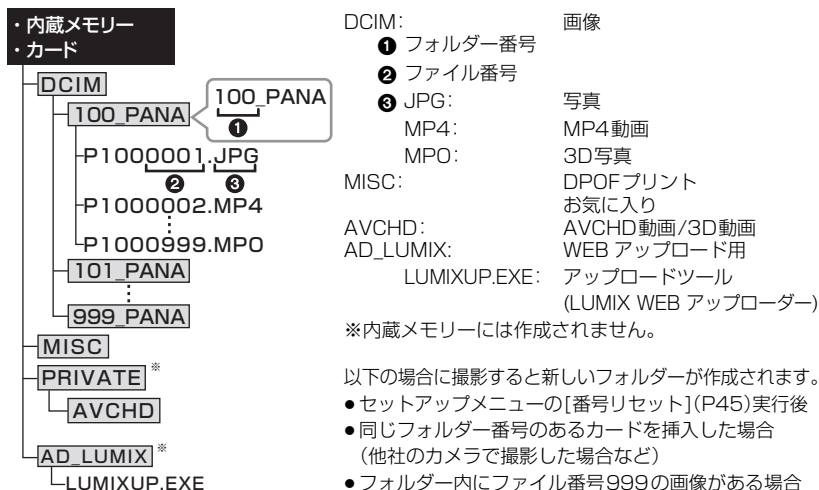 ・内蔵メモリー
・カード
DCIM
100_PANA
100_PANA
❶
P1000001.JPG
❷ ❸
P1000002.MP4
P1000999.MPO
101_PANA
999_PANA
MISC
PRIVATE※
AVCHD
AD_LUMIX※
LUMIXUP.EXE
DCIM: 画像
❶ フォルダー番号
❷ ファイル番号
❸ JPG: 写真
MP4: MP4動画
MPO: 3D写真
MISC: DPOFプリント
お気に入り
AVCHD: AVCHD動画/3D動画
AD_LUMIX: WEB アップロード用
LUMIXUP.EXE: アップロードツール
(LUMIX WEB アップローダー)
※内蔵メモリーには作成されません。
以下の場合に撮影すると新しいフォルダーが作成されます。
●セットアップメニューの[番号リセット](P45)実行後
●同じフォルダー番号のあるカードを挿入した場合
(他社のカメラで撮影した場合など)
●フォルダー内にファイル番号999の画像がある場合